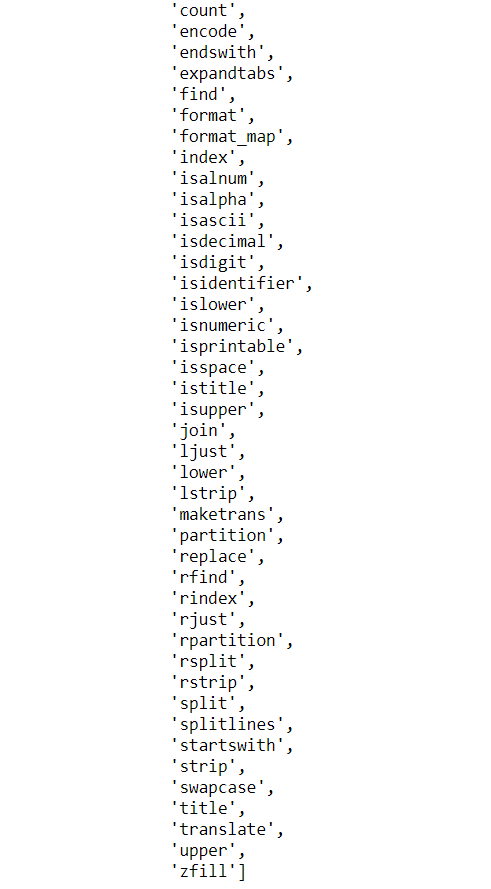 'count',
'encode',
'endswith',
'expandtabs',
'find',
'format',
'format_map',
'index',
'isalnum',
'isalpha',
'isascii',
'isdecimal',
'isdigit',
'isidentifier',
'islower',
'isnumeric',
'isprintable',
'isspace',
'istitle',
'isupper',
'join',
'ljust',
'lower',
'lstrip',
'maketrans',
'partition',
'replace',
'rfind',
'rindex',
'rjust',
'rpartition',
'rsplit',
'rstrip',
'split',
'splitlines',
'startswith',
'strip',
'swapcase',
'title',
'translate',
'upper',
'zfill']